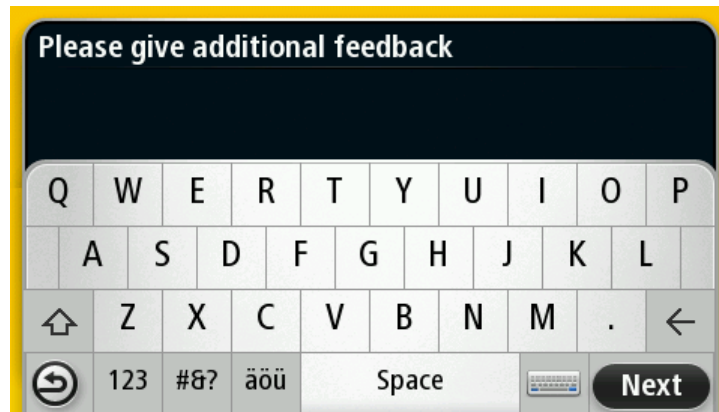 Please give additional feedback
Q W E R T Y U I O P
A S D F G H J K L
Z X C V B N M .
123 #&? äöü Space Next